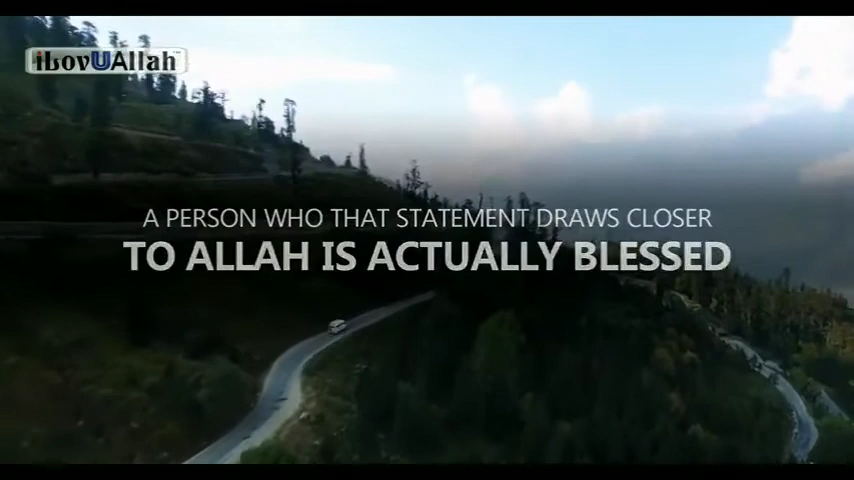 iLovUAllah
A PERSON WHO THAT STATEMENT DRAWS CLOSER
TO ALLAH IS ACTUALLY BLESSED